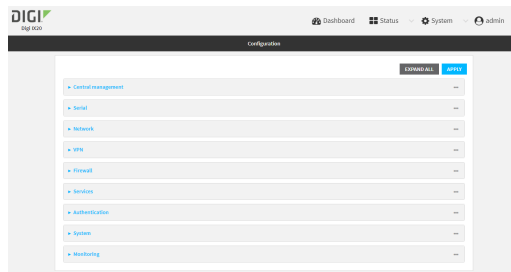 DIGI
Digi IX20
Dashboard
Status
System
admin
Configuration
EXPAND ALL
APPLY
Central management
Serial
Network
VPN
Firewall
Services
Authentication
System
Monitoring